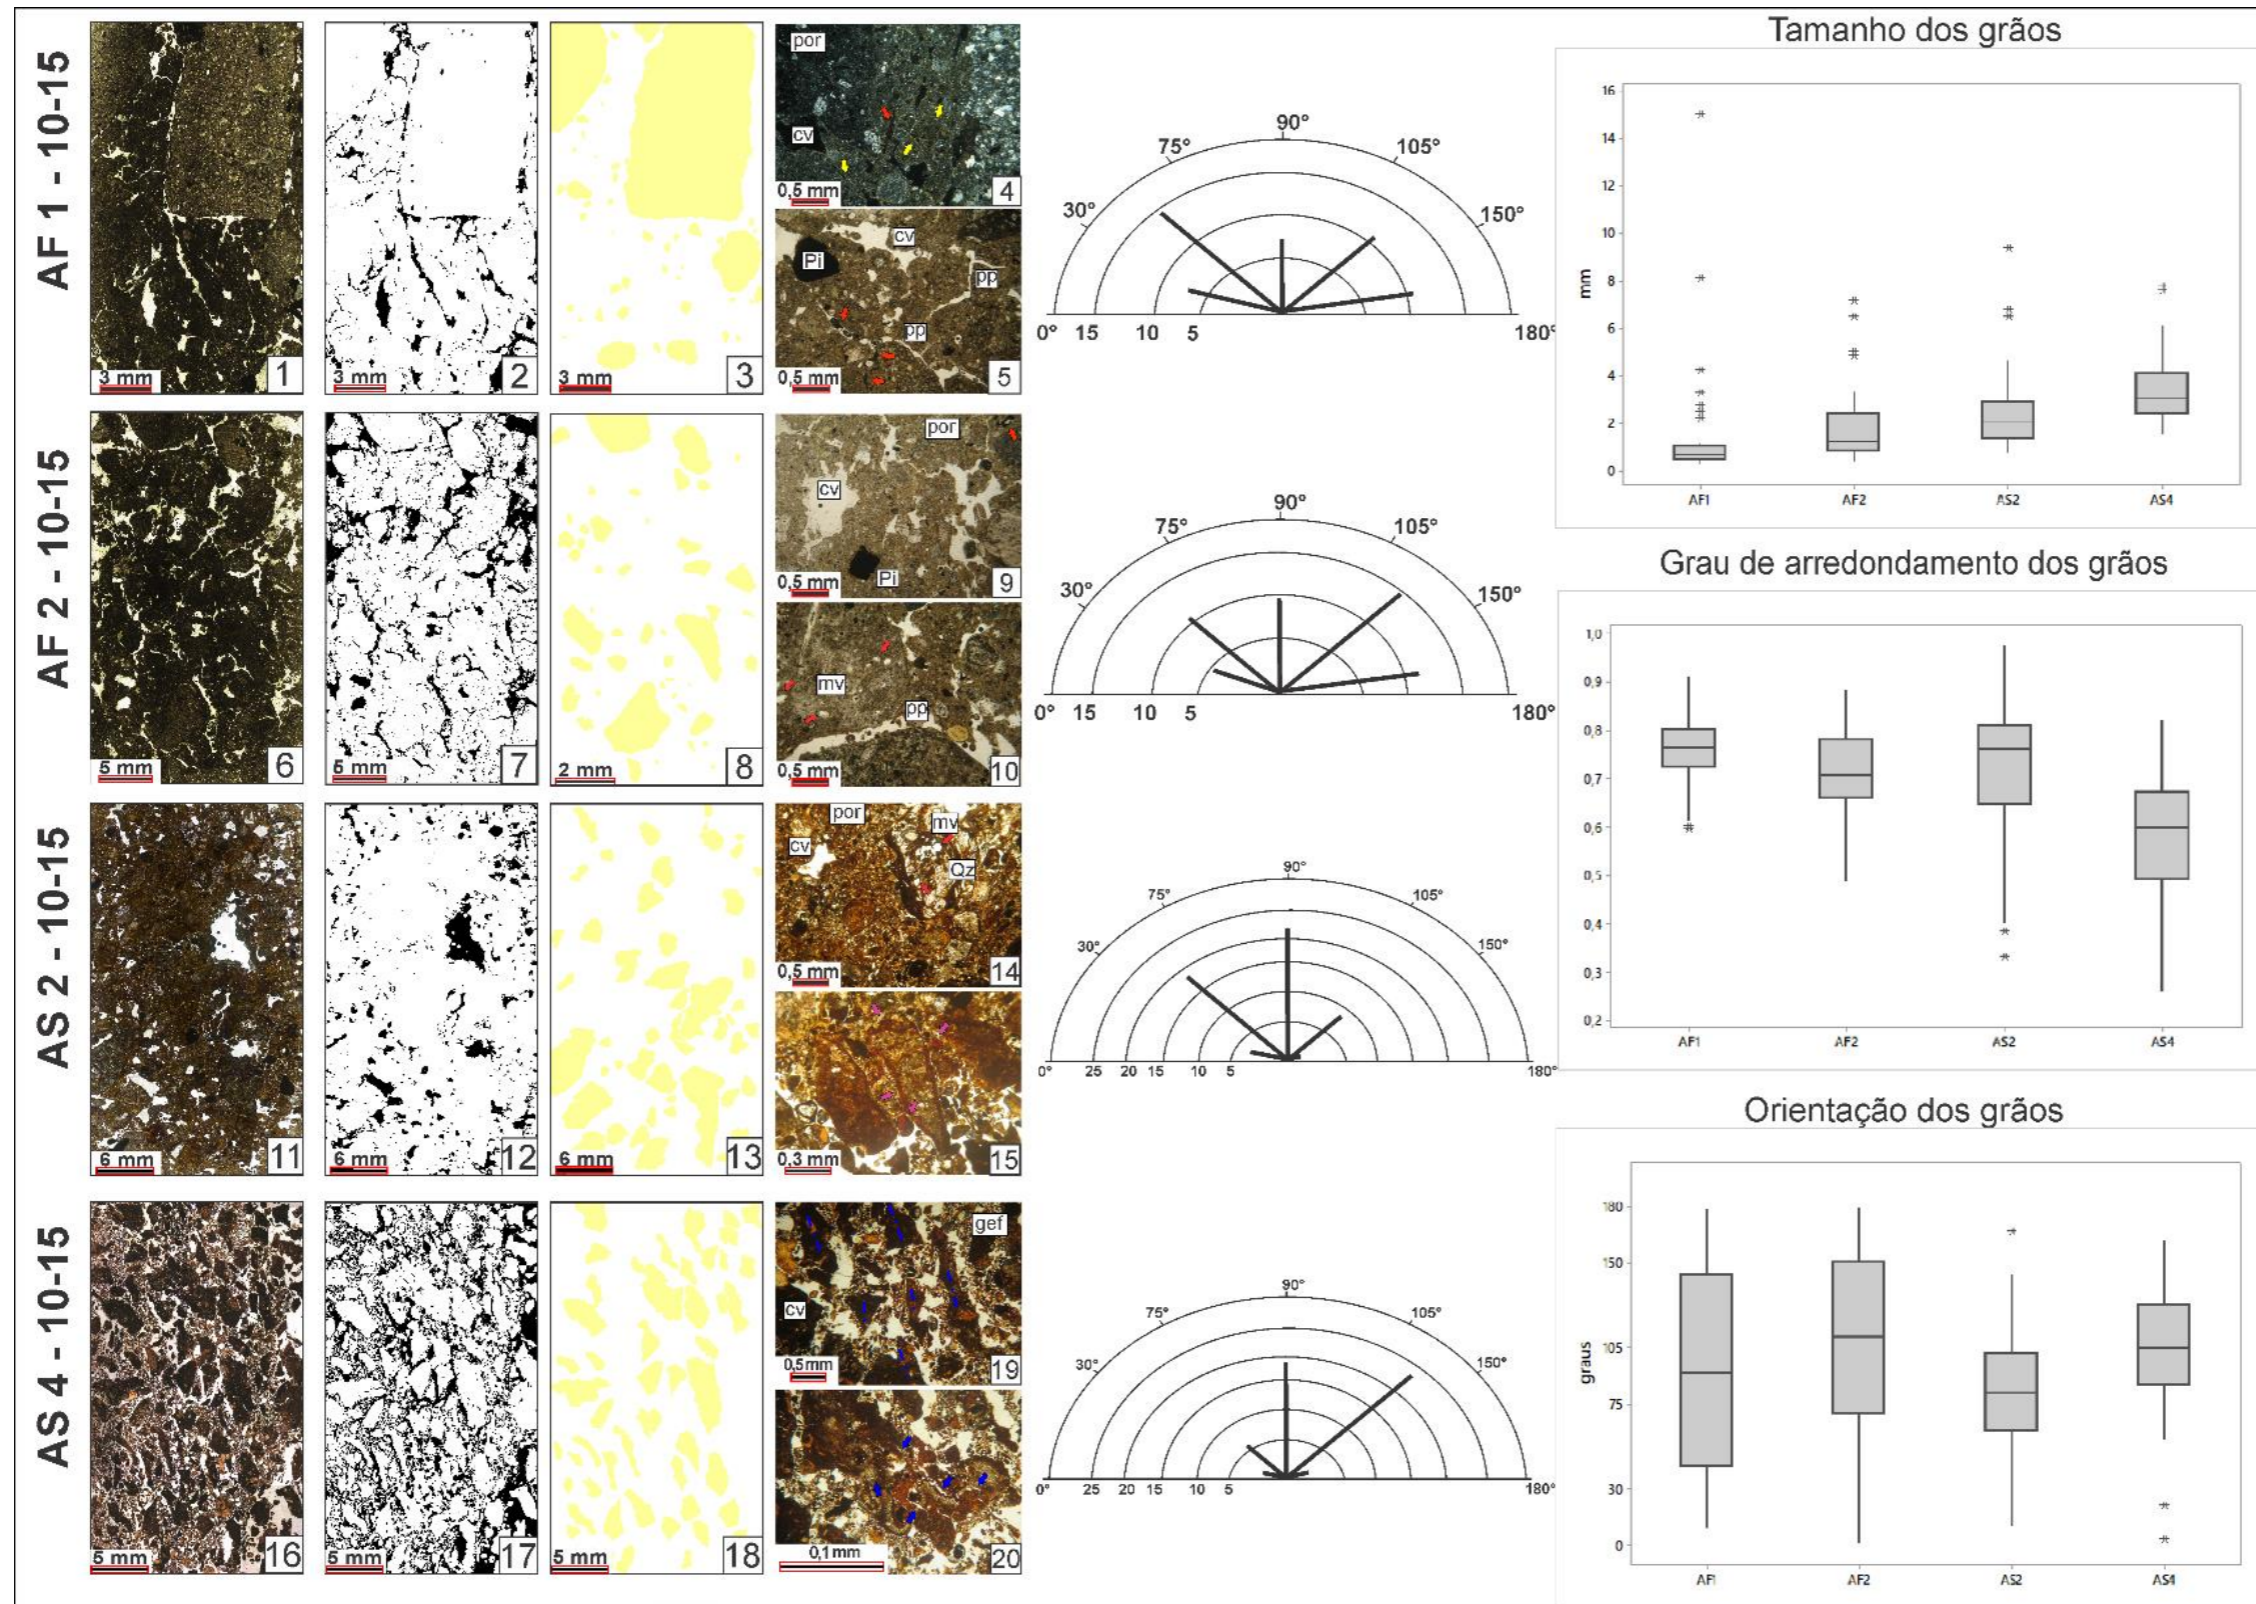 AF 1 - 10-15
3 mm
1
3 mm
2
3 mm
3
por
cv
0,5 mm
4
cv
Pi
pp
pp
0,5 mm
5
90°
75°
105°
30°
150°
0° 15 10 5 180°
AF 2 - 10-15
5 mm
6
5 mm
7
2 mm
8
por
cv
Pi
0,5 mm
9
mv
pp
0,5 mm
10
90°
75°
105°
30°
150°
0° 15 10 5 180°
AS 2 - 10-15
6 mm
11
6 mm
12
6 mm
13
por
mv
cv
Qz
0,5 mm
14
0,3 mm
15
90°
75°
105°
30°
150°
0° 25 20 15 10 5 180°
AS 4 - 10-15
5 mm
16
5 mm
17
5 mm
18
gef
cv
0,5mm
19
0,1mm
20
90°
75°
105°
30°
150°
0° 25 20 15 10 5 180°
Tamanho dos grãos
16
14
12
10
8
6
4
2
0
mm
AF1 AF2 AS2 AS4
Grau de arredondamento dos grãos
1,0
0,9
0,8
0,7
0,6
0,5
0,4
0,3
0,2
AF1 AF2 AS2 AS4
Orientação dos grãos
180
150
105
75
30
0
graus
AF1 AF2 AS2 AS4